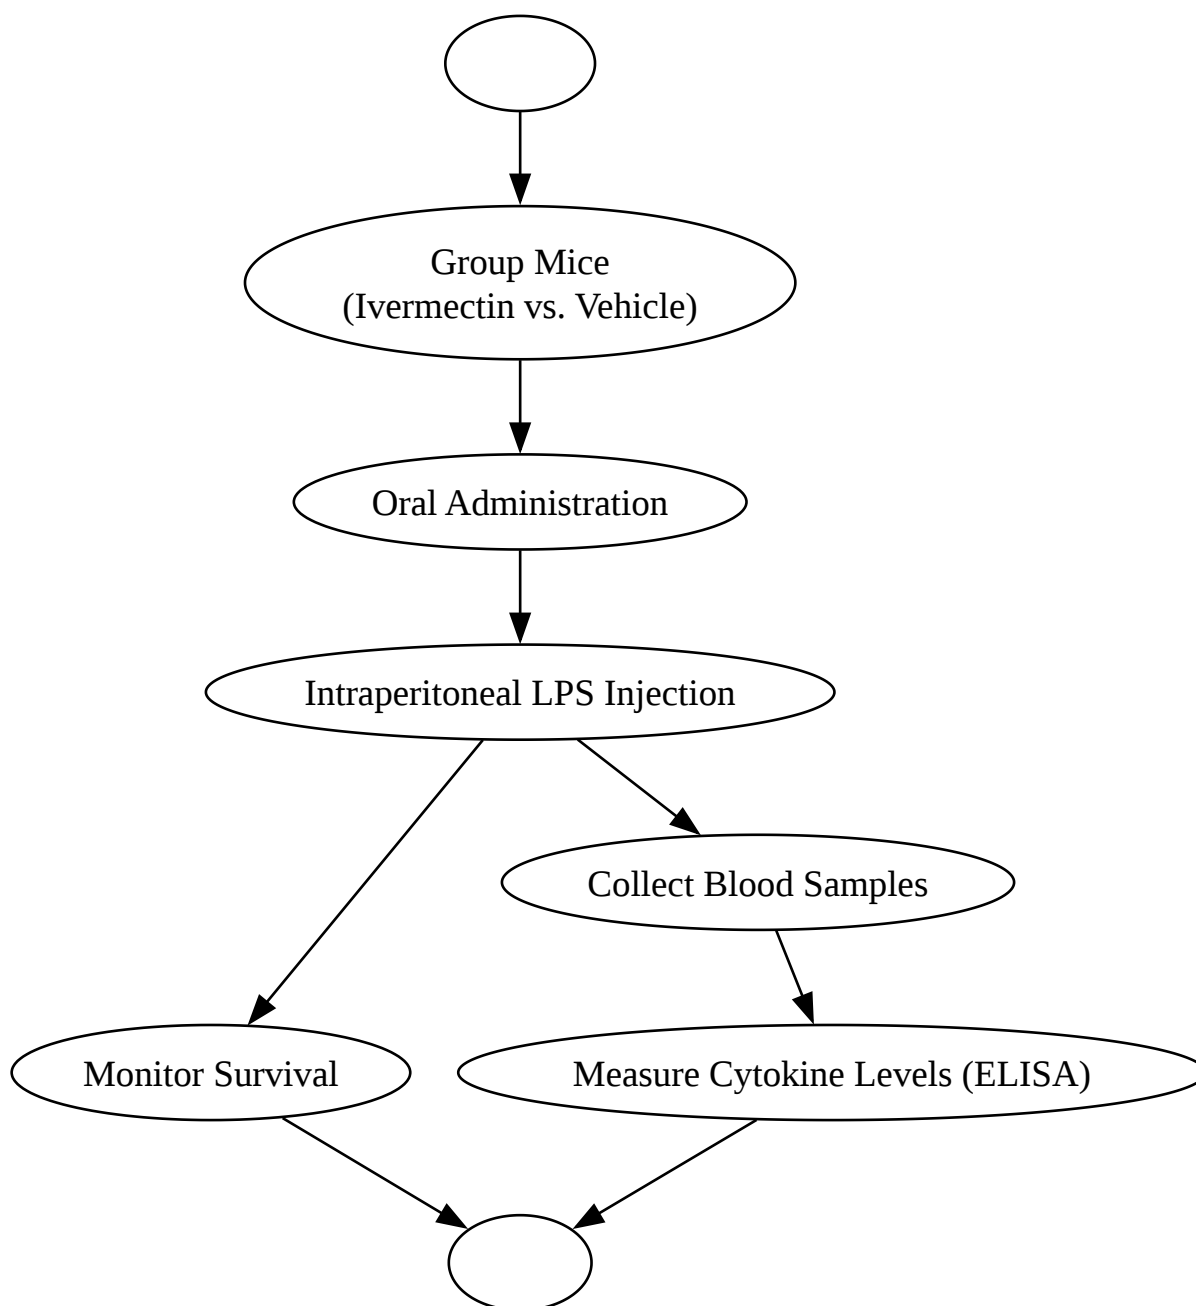 Group Mice
(Ivermectin vs. Vehicle)
Oral Administration
Intraperitoneal LPS Injection
Collect Blood Samples
Monitor Survival
Measure Cytokine Levels (ELISA)